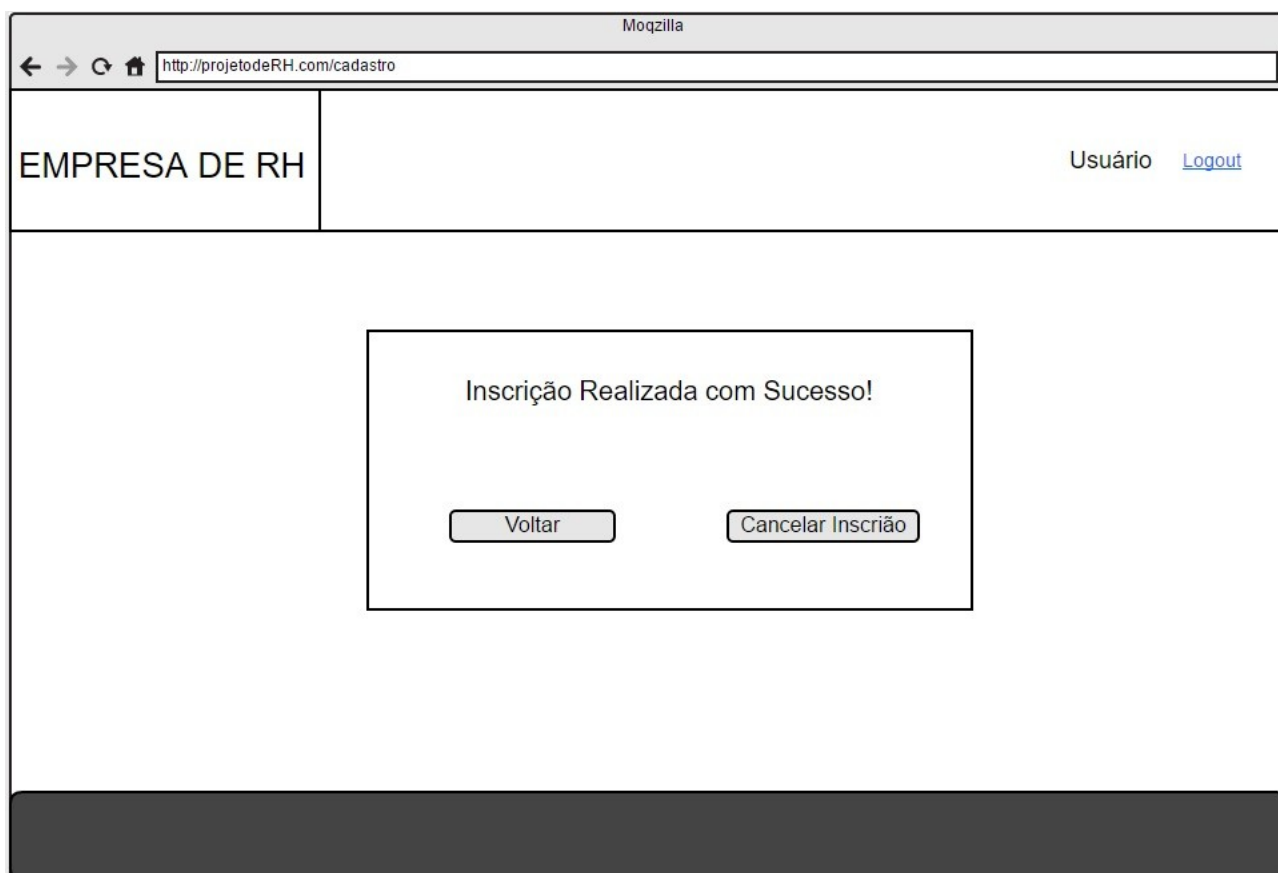 Moqzilla
http://projetodeRH.com/cadastro
EMPRESA DE RH
Usuário Logout
Inscrição Realizada com Sucesso!
Voltar Cancelar Inscrião